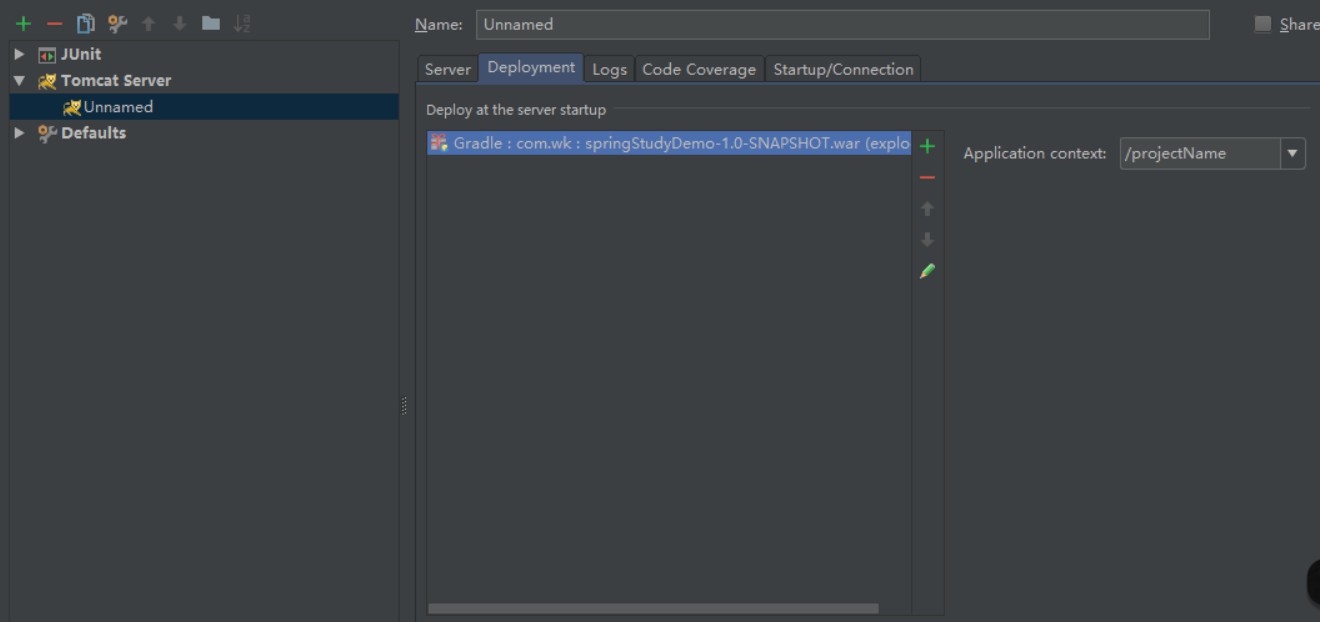 Name: Unnamed Share
JUnit
Tomcat Server
Unnamed
Defaults
Server Deployment Logs Code Coverage Startup/Connection
Deploy at the server startup
Gradle : com.wk : springStudyDemo-1.0-SNAPSHOT.war (explo
Application context: /projectName